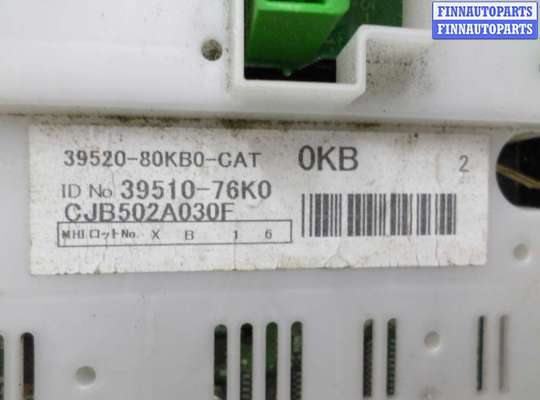 FINNAUTOPARTS
FINNAUTOPARTS
39520-80KB0-CAT 0KB 2
ID No 39510-76K0
CJB502A030F
MHIロットNo. X B 1 6